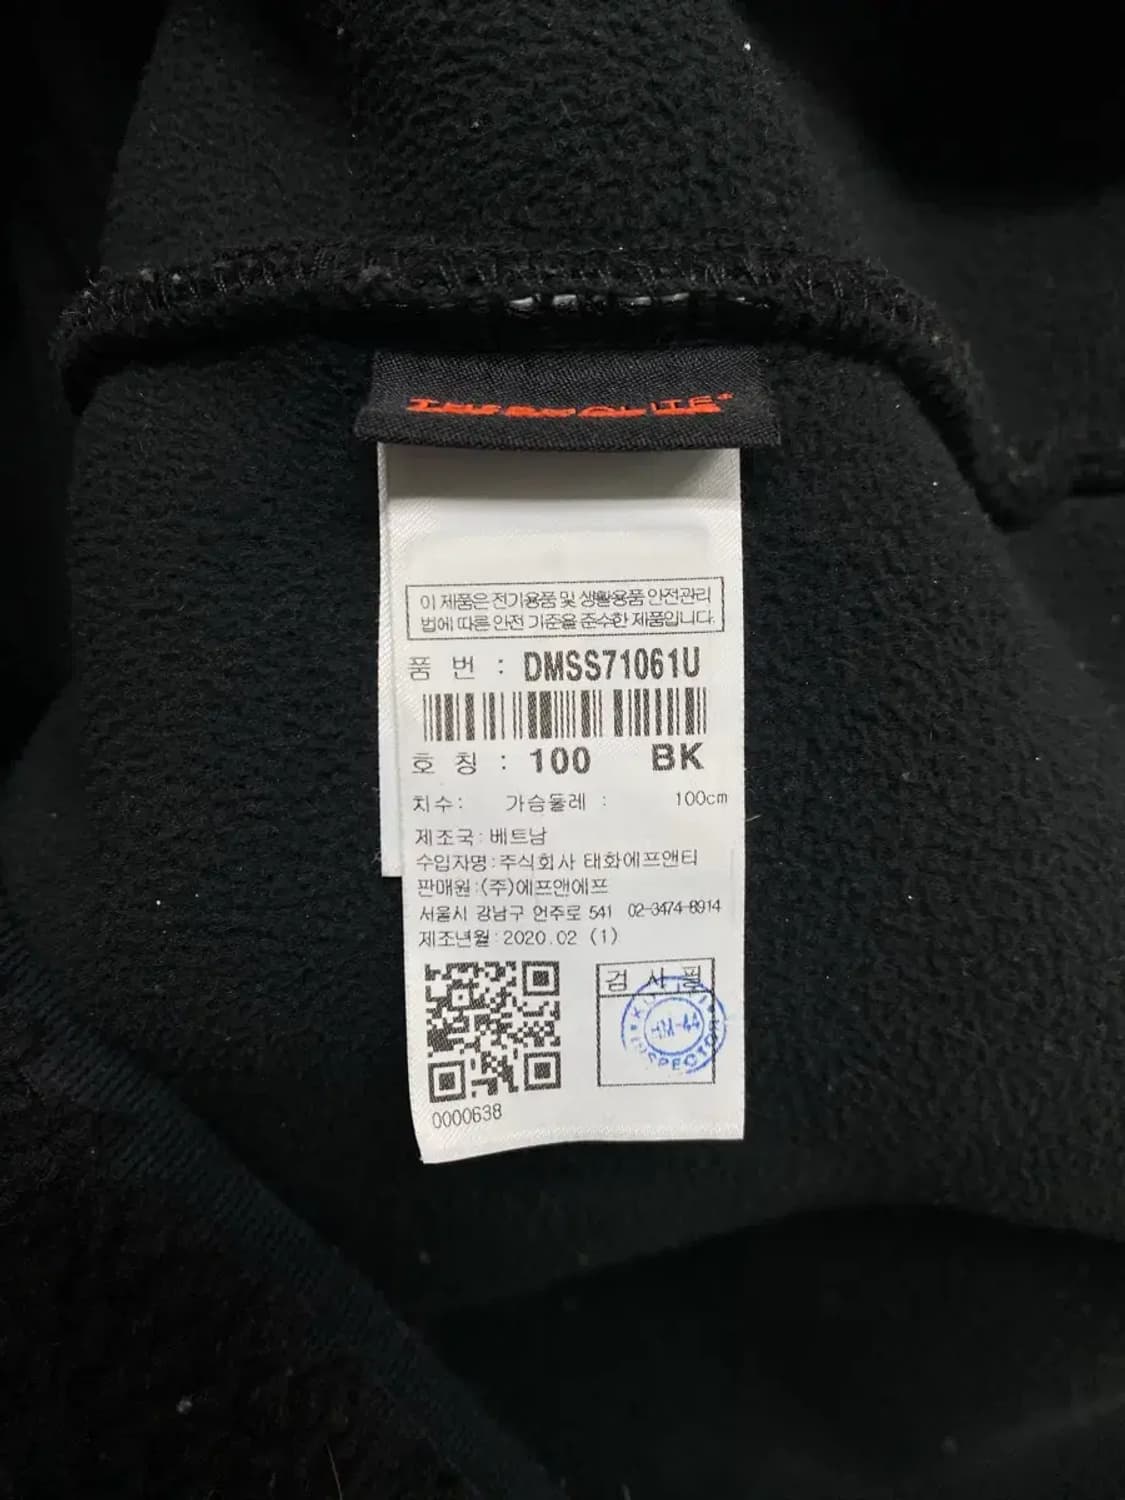 THERMOLITE
이 제품은 전기용품 및 생활용품 안전관리
법에 따른 안전 기준을 준수한 제품입니다.
품 번 : DMSS71061U
호 칭 : 100 BK
치수: 가슴둘레 : 100cm
제조국:베트남
수입자명:주식회사 태화에프앤티
판매원:(주)에프앤에프
서울시 강남구 언주로 541 02-3474-8914
제조년월:2020.02 (1)
검 사 필
INSPECTOR
0000638